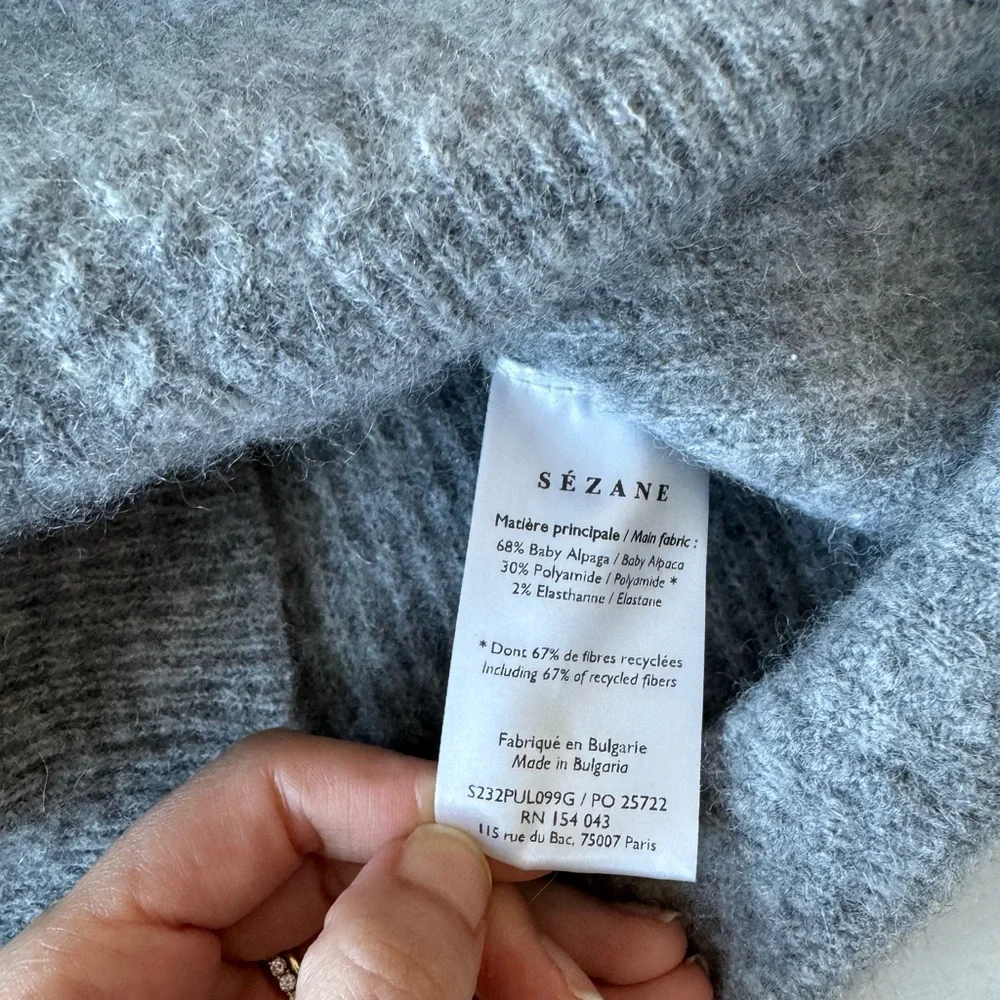 SÉZANE
Matière principale / Main fabric :
68% Baby Alpaga / Baby Alpaca
30% Polyamide / Polyamide *
2% Elasthanne / Elastane
* Dont 67% de fibres recyclées
Including 67% of recycled fibers
Fabriqué en Bulgarie
Made in Bulgaria
S232PUL099G / PO 25722
RN 154 043
115 rue du Bac, 75007 Paris